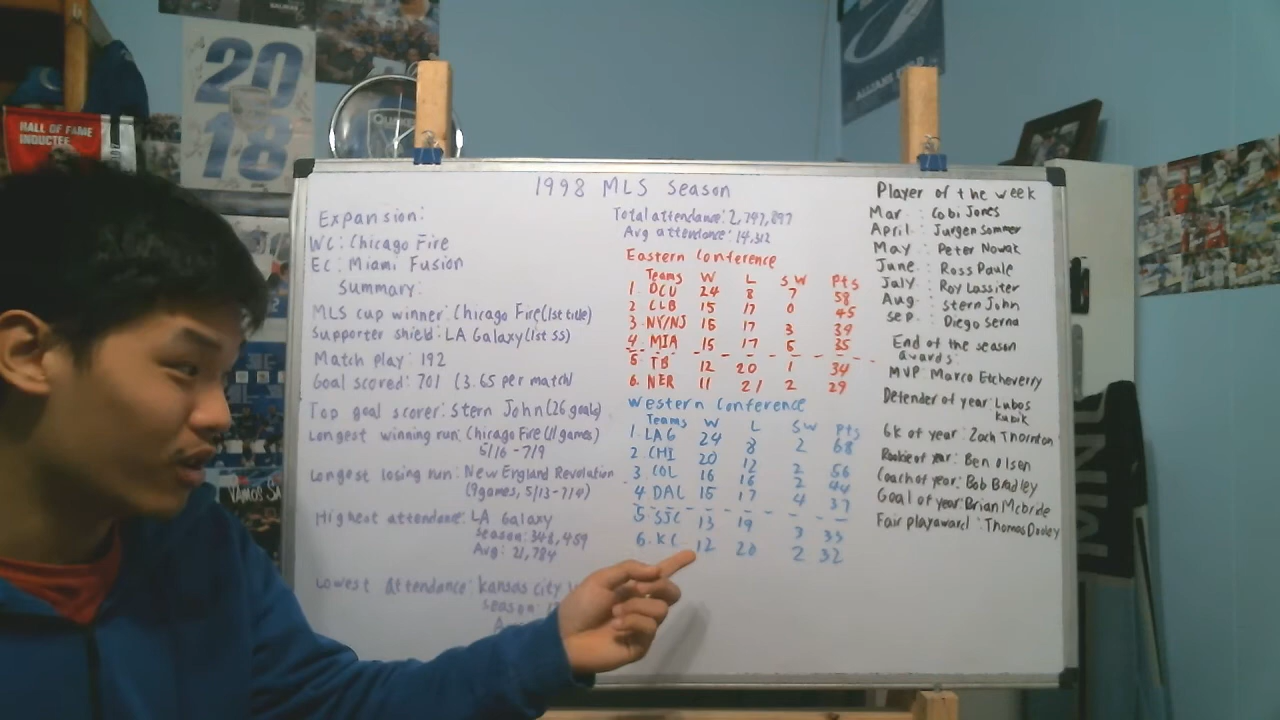 20
18
HALL OF FAME
INDUCTEE
1998 MLS Season
Expansion:
WC: Chicago Fire
EC: Miami Fusion
Summary:
MLS cup winner: Chicago Fire (1st title)
Supporter shield: LA Galaxy (1st SS)
Match play: 192
Goal scored: 701 (3.65 per match)
Top goal scorer: Stern John (26 goals)
Longest winning run: Chicago Fire (11 games)
5/16 - 7/9
Longest losing run: New England Revolution
(9 games, 5/13-7/4)
Highest attendance: LA Galaxy
season: 348,459
Avg: 21,784
Lowest attendance: Kansas city
season:
Total attendance: 2,747,897
Avg attendance: 14,312
Eastern Conference
Teams W L SW Pts
1. DCU 24 8 7 58
2 CLB 15 17 0 45
3. NY/NJ 15 17 3 39
4. MIA 15 17 5 35
5 TB 12 20 1 34
6. NER 11 21 2 29
Western Conference
Teams W L SW Pts
1. LAG 24 8 2 68
2 CHI 20 12 2 56
3 COL 16 16 2 44
4 DAL 15 17 4 37
5 SJC 13 19 3 33
6. KC 12 20 2 32
Player of the week
Mar : Cobi Jones
April : Jurgen Sommer
May : Peter Nowak
June : Ross Paule
July : Roy Lassiter
Aug : Stern John
Sep : Diego Serna
End of the season
awards:
MVP: Marco Etcheverry
Defender of year: Lubos
Kubik
GK of year: Zach Thornton
Rookie of year: Ben Olsen
Coach of year: Bob Bradley
Goal of year: Brian Mcbride
Fair play award: Thomas Dooley
VAMOS SA